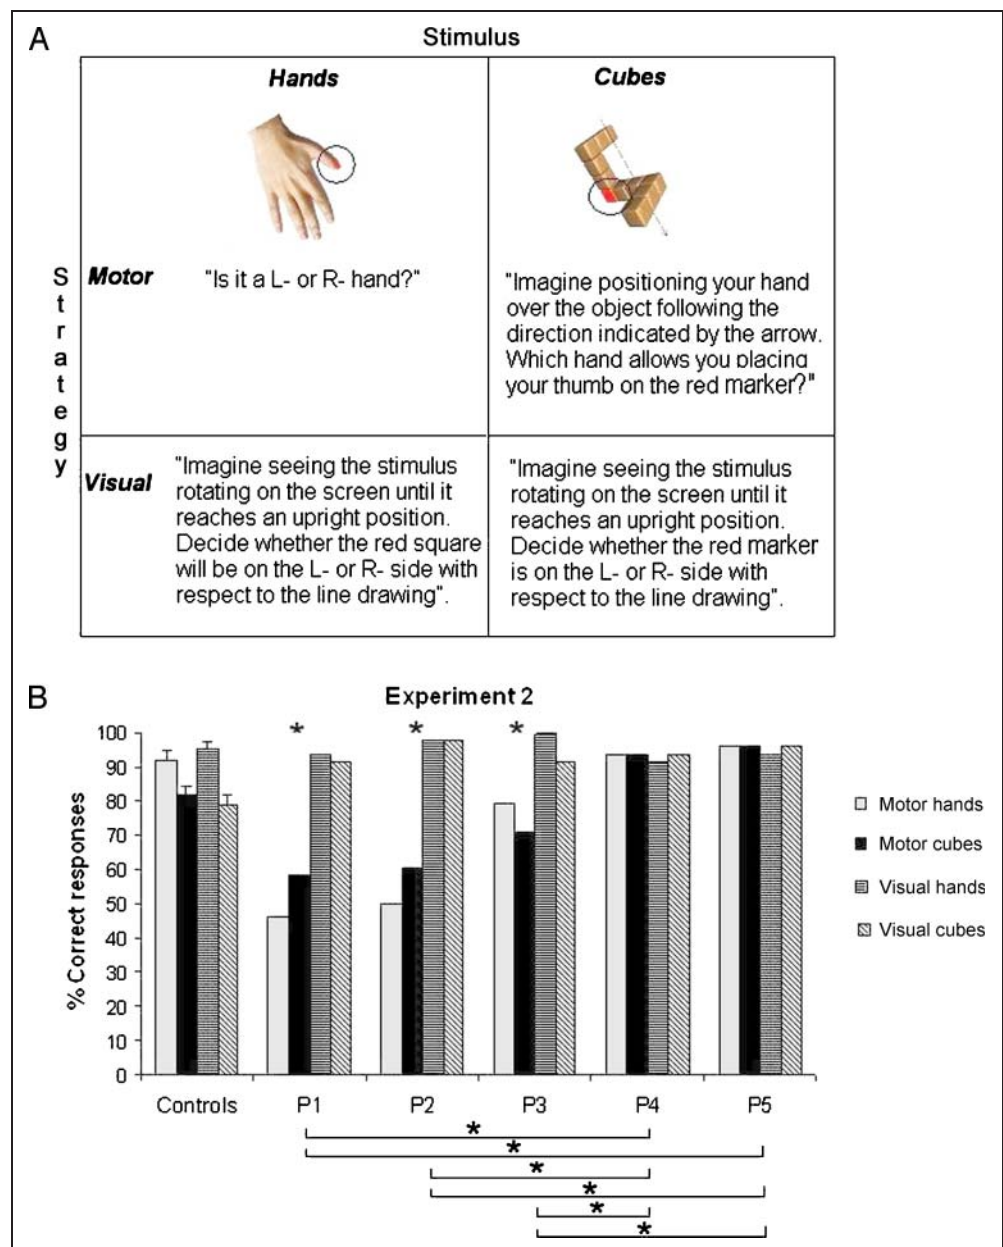 A
Stimulus
Hands
Cubes
Strategy
Motor
"Is it a L- or R- hand?"
"Imagine positioning your hand
over the object following the
direction indicated by the arrow.
Which hand allows you placing
your thumb on the red marker?"
Visual
"Imagine seeing the stimulus
rotating on the screen until it
reaches an upright position.
Decide whether the red square
will be on the L- or R- side with
respect to the line drawing".
"Imagine seeing the stimulus
rotating on the screen until it
reaches an upright position.
Decide whether the red marker
is on the L- or R- side with
respect to the line drawing".
B
Experiment 2
% Correct responses
100
90
80
70
60
50
40
30
20
10
0
* * *
Controls P1 P2 P3 P4 P5
Motor hands
Motor cubes
Visual hands
Visual cubes
*
*
*
*
*
*